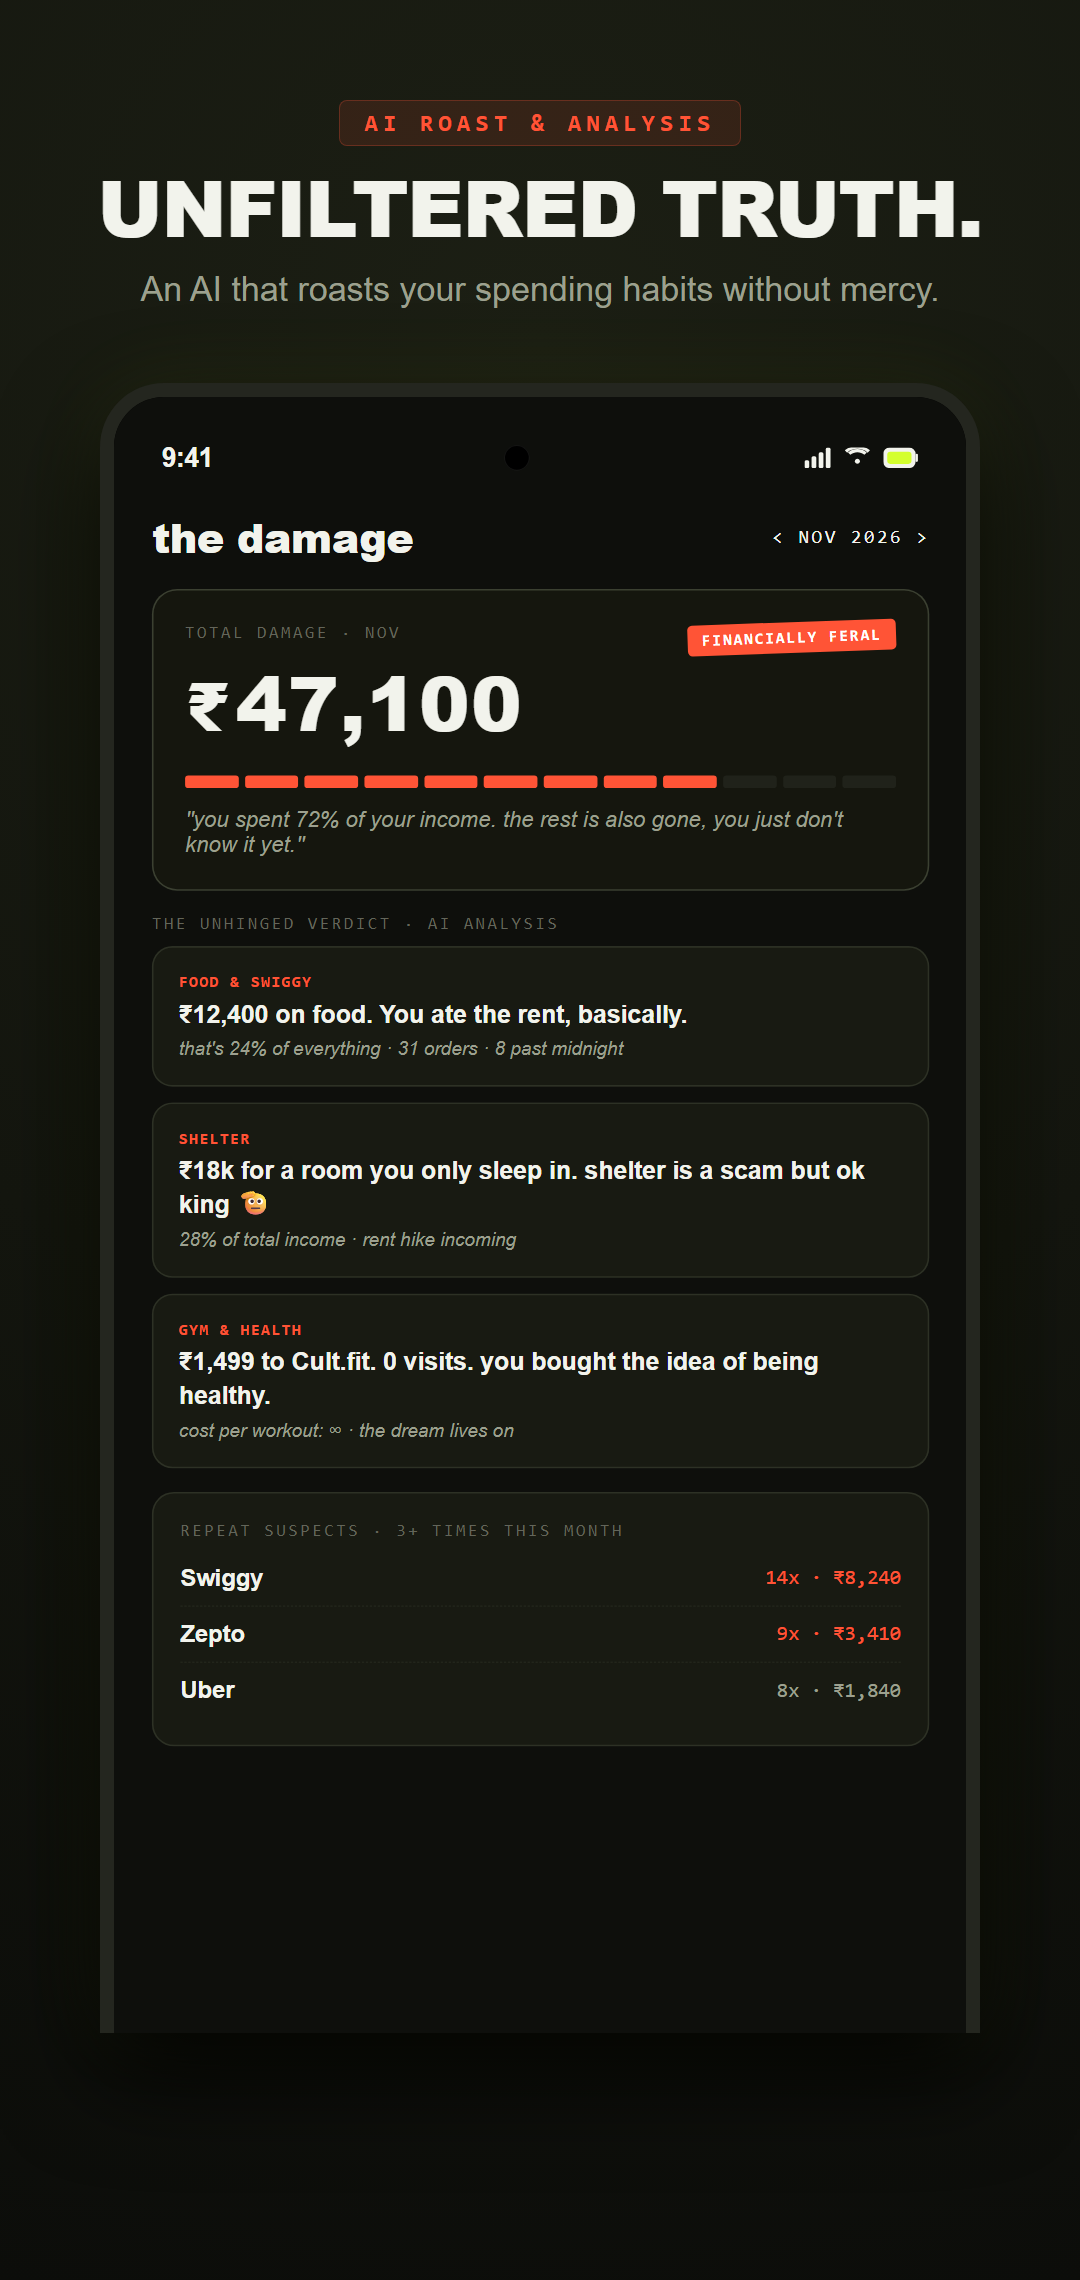 AI ROAST & ANALYSIS
UNFILTERED TRUTH.
An AI that roasts your spending habits without mercy.
9:41
the damage
< NOV 2026 >
TOTAL DAMAGE · NOV
FINANCIALLY FERAL
₹47,100
"you spent 72% of your income. the rest is also gone, you just don't
know it yet."
THE UNHINGED VERDICT · AI ANALYSIS
FOOD & SWIGGY
₹12,400 on food. You ate the rent, basically.
that's 24% of everything · 31 orders · 8 past midnight
SHELTER
₹18k for a room you only sleep in. shelter is a scam but ok
king 🫡
28% of total income · rent hike incoming
GYM & HEALTH
₹1,499 to Cult.fit. 0 visits. you bought the idea of being
healthy.
cost per workout: ∞ · the dream lives on
REPEAT SUSPECTS · 3+ TIMES THIS MONTH
Swiggy 14x · ₹8,240
Zepto 9x · ₹3,410
Uber 8x · ₹1,840